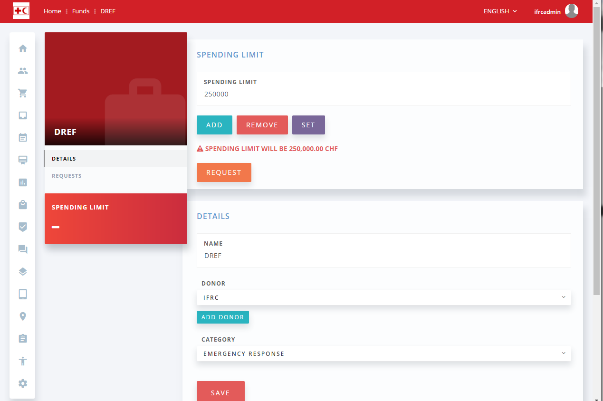 Home | Funds | DREF
ENGLISH
ifrcadmin
DREF
DETAILS
REQUESTS
SPENDING LIMIT
–
SPENDING LIMIT
SPENDING LIMIT
250000
ADD
REMOVE
SET
SPENDING LIMIT WILL BE 250,000.00 CHF
REQUEST
DETAILS
NAME
DREF
DONOR
IFRC
ADD DONOR
CATEGORY
EMERGENCY RESPONSE
SAVE